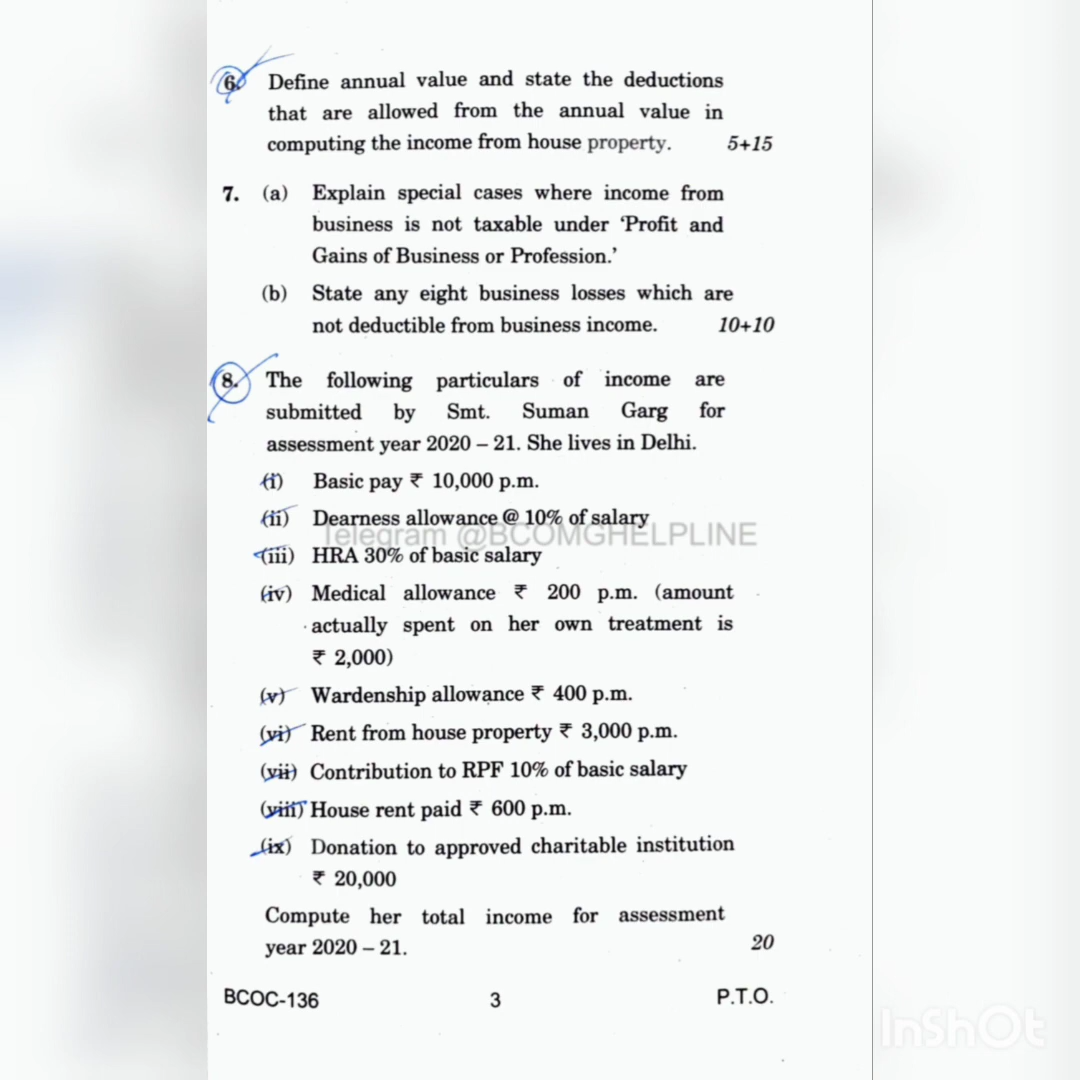 6. Define annual value and state the deductions
that are allowed from the annual value in
computing the income from house property. 5+15
7. (a) Explain special cases where income from
business is not taxable under ‘Profit and
Gains of Business or Profession.’
(b) State any eight business losses which are
not deductible from business income. 10+10
8. The following particulars of income are
submitted by Smt. Suman Garg for
assessment year 2020 – 21. She lives in Delhi.
(i) Basic pay ₹ 10,000 p.m.
(ii) Dearness allowance @ 10% of salary
Telegram @BCOMGHELPLINE
(iii) HRA 30% of basic salary
(iv) Medical allowance ₹ 200 p.m. (amount
actually spent on her own treatment is
₹ 2,000)
(v) Wardenship allowance ₹ 400 p.m.
(vi) Rent from house property ₹ 3,000 p.m.
(vii) Contribution to RPF 10% of basic salary
(viii) House rent paid ₹ 600 p.m.
(ix) Donation to approved charitable institution
₹ 20,000
Compute her total income for assessment
year 2020 – 21. 20
BCOC-136 3 P.T.O.
InShOt